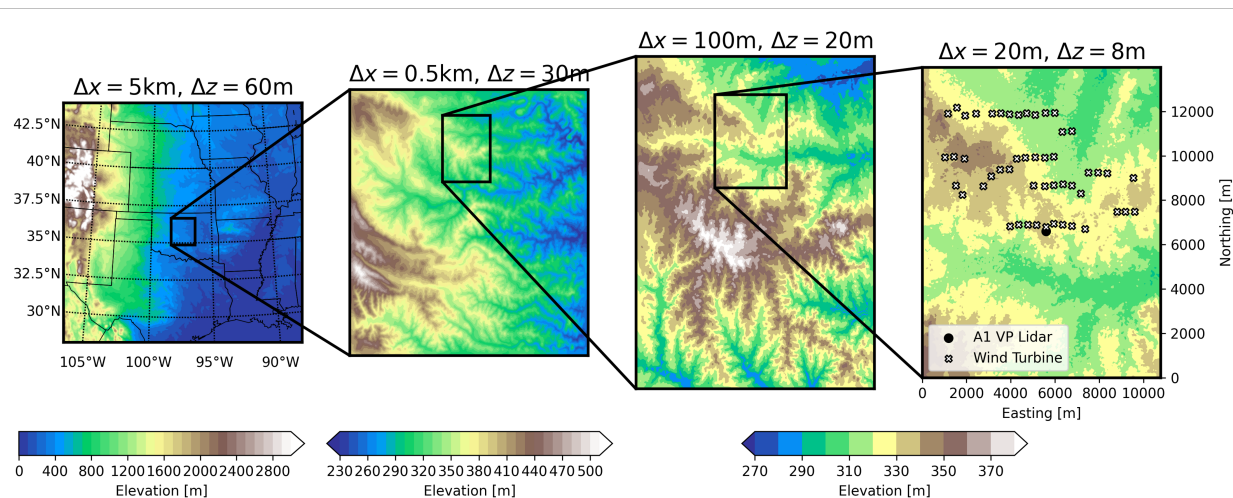 Δx = 5km, Δz = 60m
Δx = 0.5km, Δz = 30m
Δx = 100m, Δz = 20m
Δx = 20m, Δz = 8m
42.5°N
40°N
37.5°N
35°N
32.5°N
30°N
105°W 100°W 95°W 90°W
12000
10000
8000
6000
4000
2000
0
Northing [m]
A1 VP Lidar
Wind Turbine
0 2000 4000 6000 8000 10000
Easting [m]
0 400 800 1200 1600 2000 2400 2800
Elevation [m]
230 260 290 320 350 380 410 440 470 500
Elevation [m]
270 290 310 330 350 370
Elevation [m]